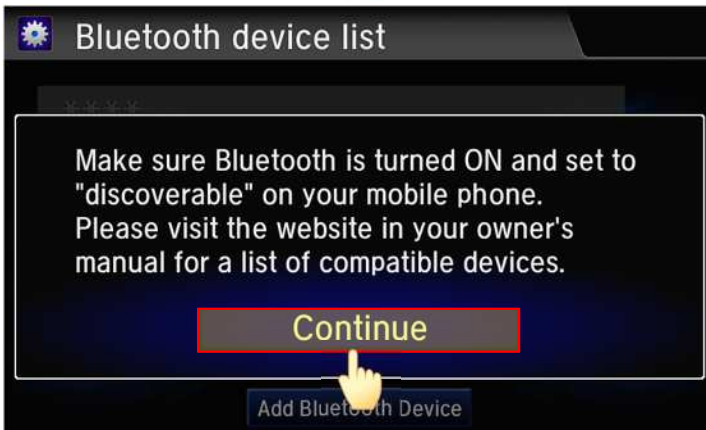 Bluetooth device list
****
Make sure Bluetooth is turned ON and set to
"discoverable" on your mobile phone.
Please visit the website in your owner's
manual for a list of compatible devices.
Continue
Add Bluetooth Device